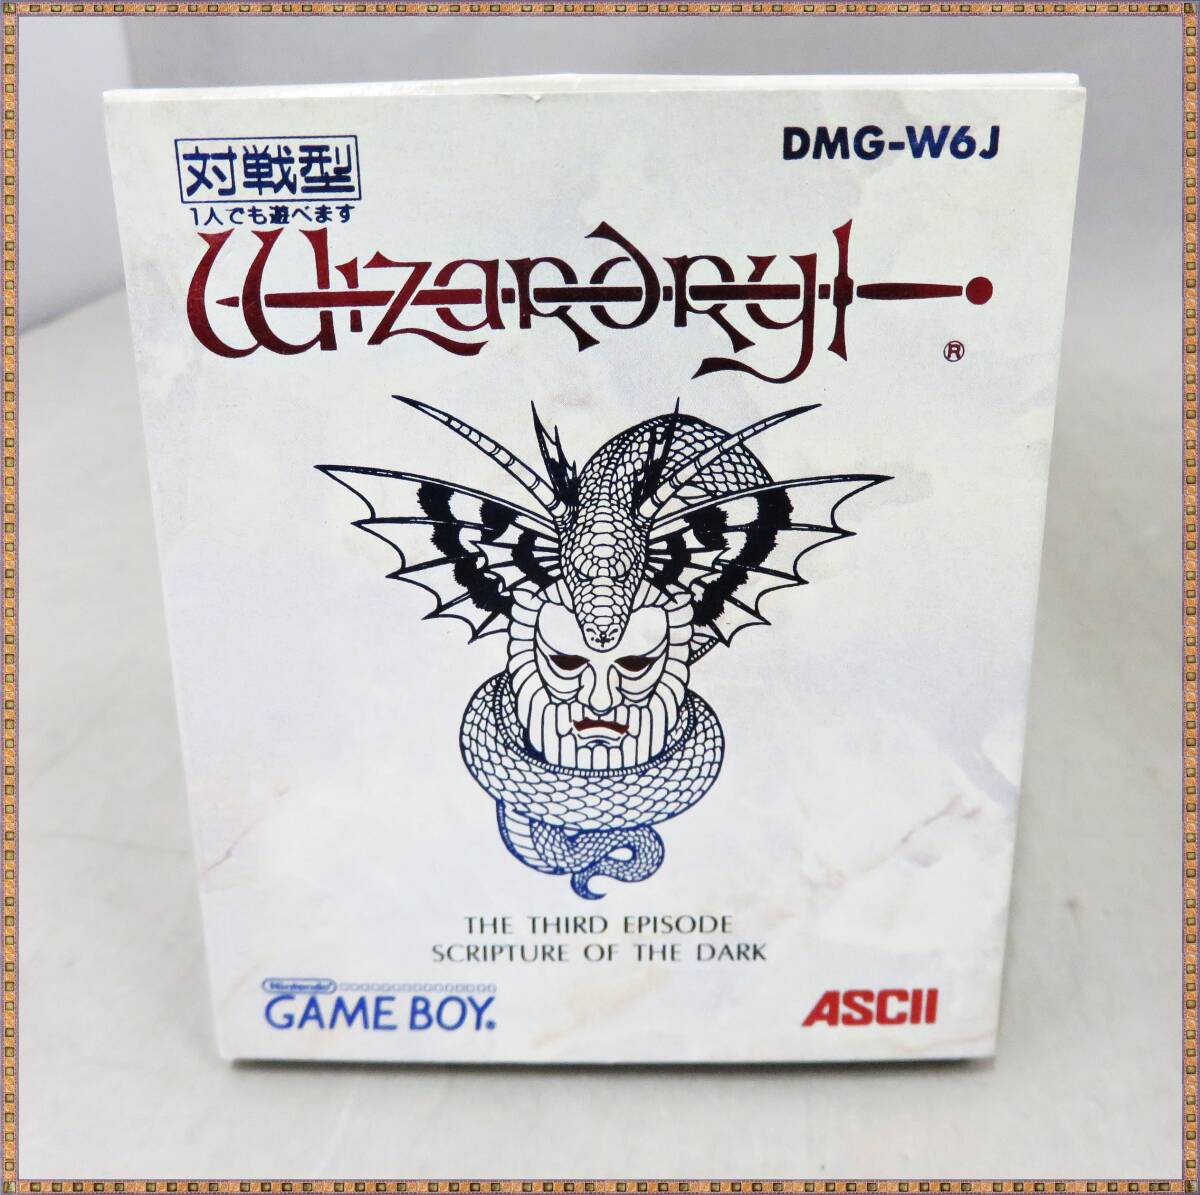 対戦型
1人でも遊べます
DMG-W6J
Wizardry
®
THE THIRD EPISODE
SCRIPTURE OF THE DARK
Nintendo
GAME BOY®
ASCII